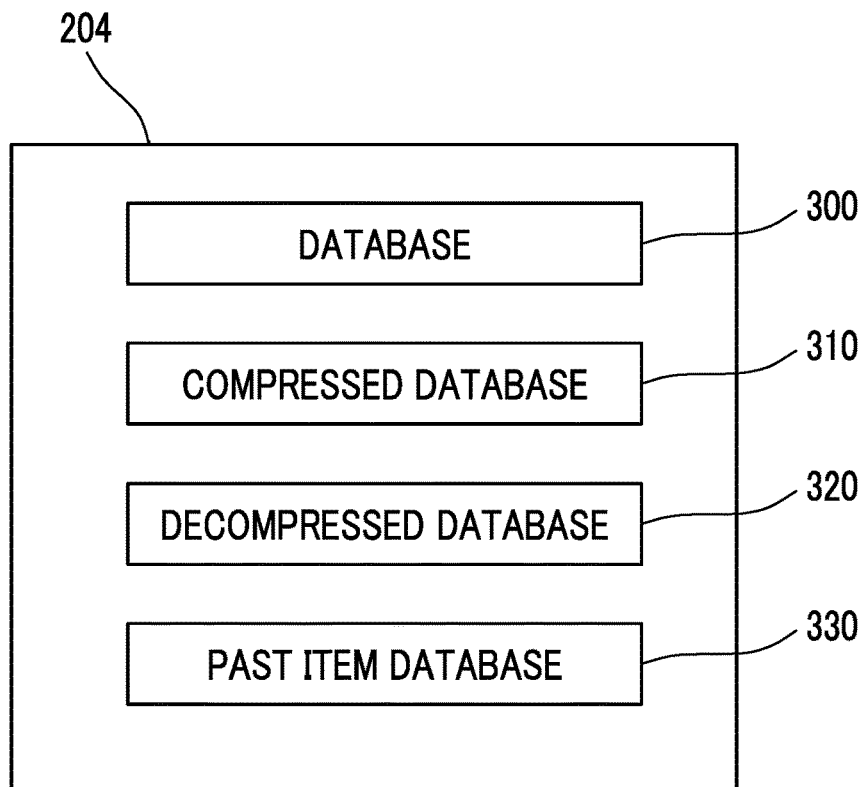 204
DATABASE
300
COMPRESSED DATABASE
310
DECOMPRESSED DATABASE
320
PAST ITEM DATABASE
330